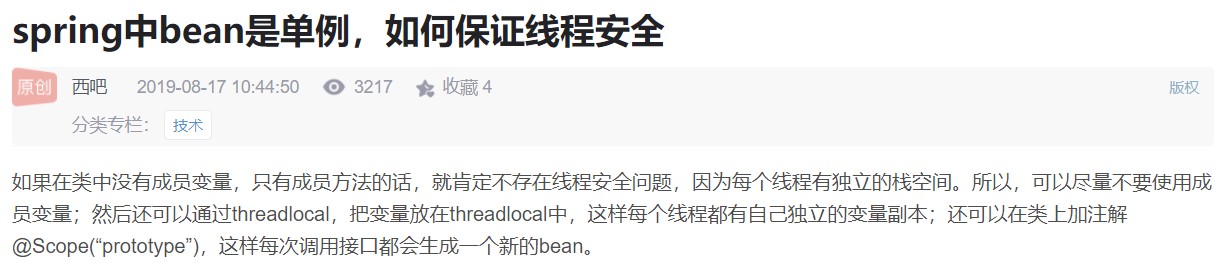 spring中bean是单例，如何保证线程安全
原创 西吧 2019-08-17 10:44:50 3217 收藏 4 版权
分类专栏： 技术
如果在类中没有成员变量，只有成员方法的话，就肯定不存在线程安全问题，因为每个线程有独立的栈空间。所以，可以尽量不要使用成
员变量；然后还可以通过threadlocal，把变量放在threadlocal中，这样每个线程都有自己独立的变量副本；还可以在类上加注解
@Scope(“prototype”)，这样每次调用接口都会生成一个新的bean。